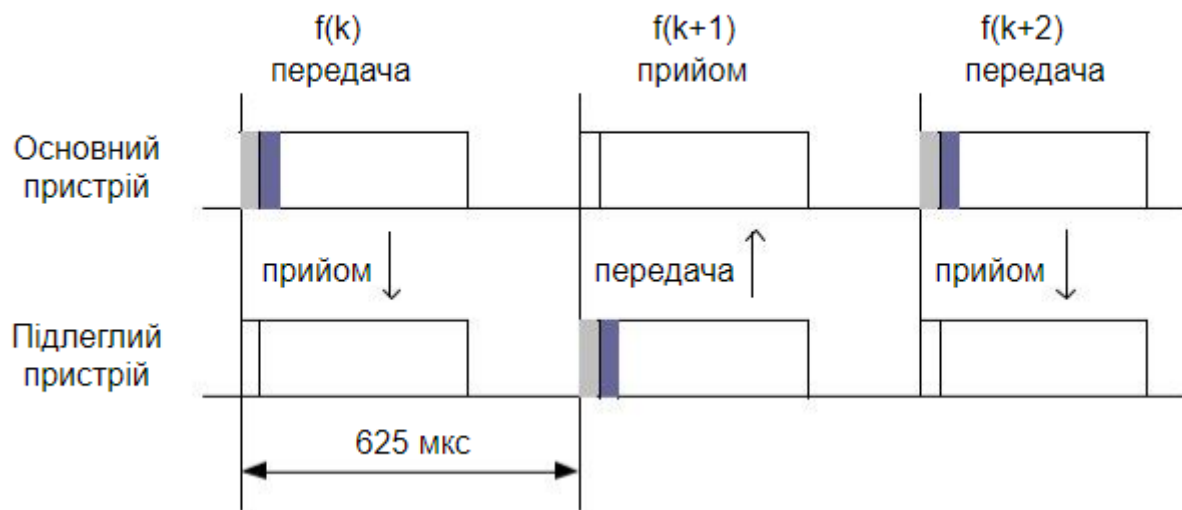 f(k)
передача
f(k+1)
прийом
f(k+2)
передача
Основний
пристрій
прийом
передача
прийом
Підлеглий
пристрій
625 мкс